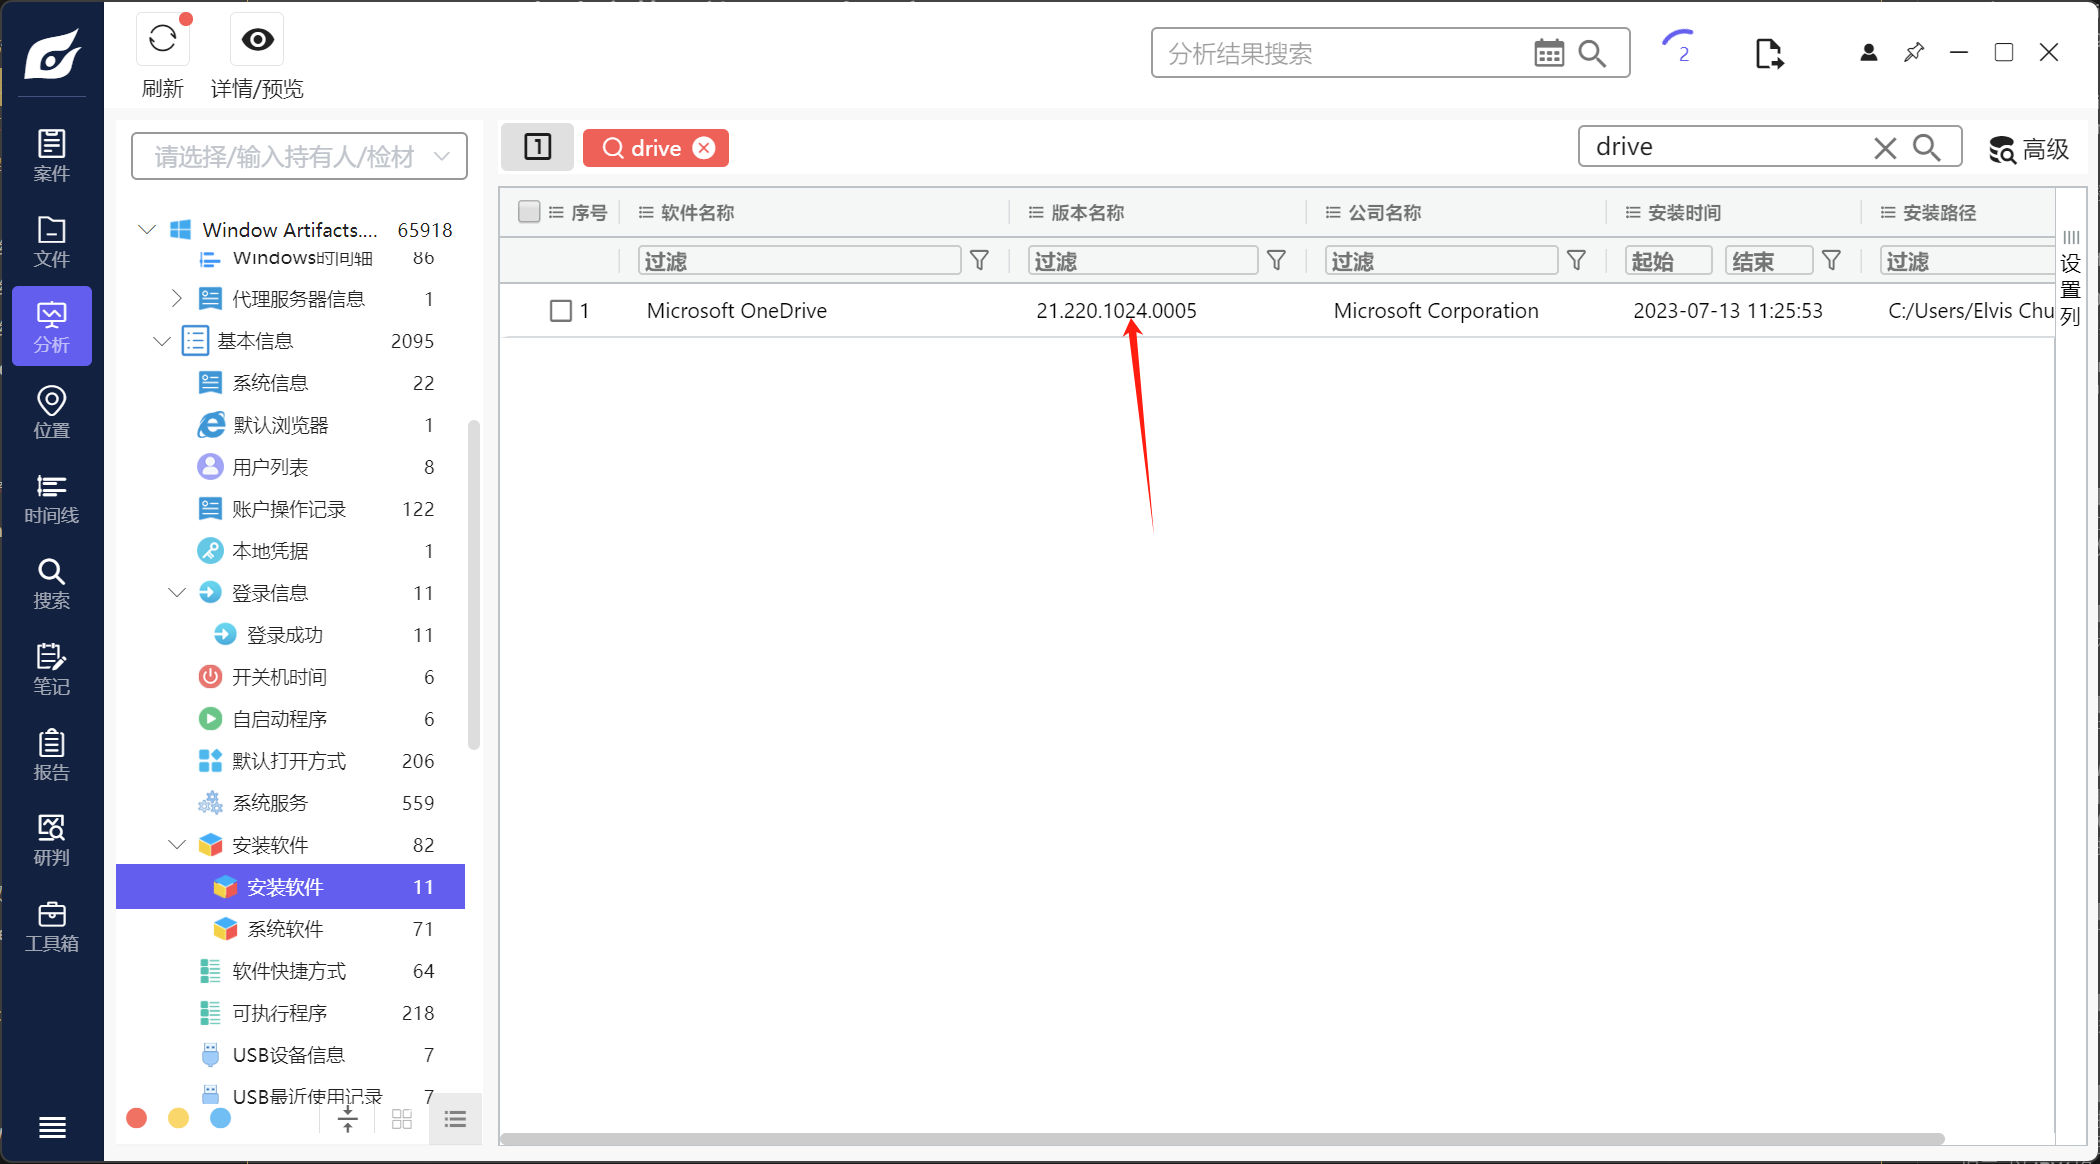 刷新
详情/预览
分析结果搜索
2
案件
文件
分析
位置
时间线
搜索
笔记
报告
研判
工具箱
请选择/输入持有人/检材
Window Artifacts.... 65918
Windows时间轴 86
代理服务器信息 1
基本信息 2095
系统信息 22
默认浏览器 1
用户列表 8
账户操作记录 122
本地凭据 1
登录信息 11
登录成功 11
开关机时间 6
自启动程序 6
默认打开方式 206
系统服务 559
安装软件 82
安装软件 11
系统软件 71
软件快捷方式 64
可执行程序 218
USB设备信息 7
USB最近使用记录 7
1 drive
drive
高级
序号 软件名称 版本名称 公司名称 安装时间 安装路径
过滤 过滤 过滤 起始 结束 过滤
1 Microsoft OneDrive 21.220.1024.0005 Microsoft Corporation 2023-07-13 11:25:53 C:/Users/Elvis Chu
设置列